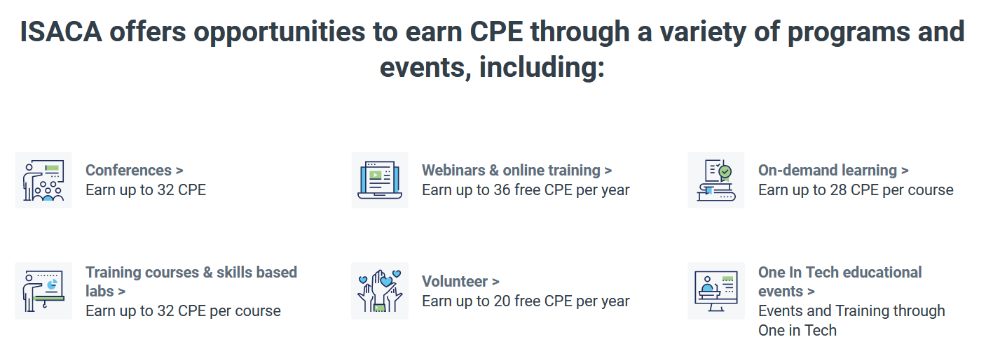 ISACA offers opportunities to earn CPE through a variety of programs and
events, including:
Conferences >
Earn up to 32 CPE
Webinars & online training >
Earn up to 36 free CPE per year
On-demand learning >
Earn up to 28 CPE per course
Training courses & skills based
labs >
Earn up to 32 CPE per course
Volunteer >
Earn up to 20 free CPE per year
One In Tech educational
events >
Events and Training through
One in Tech